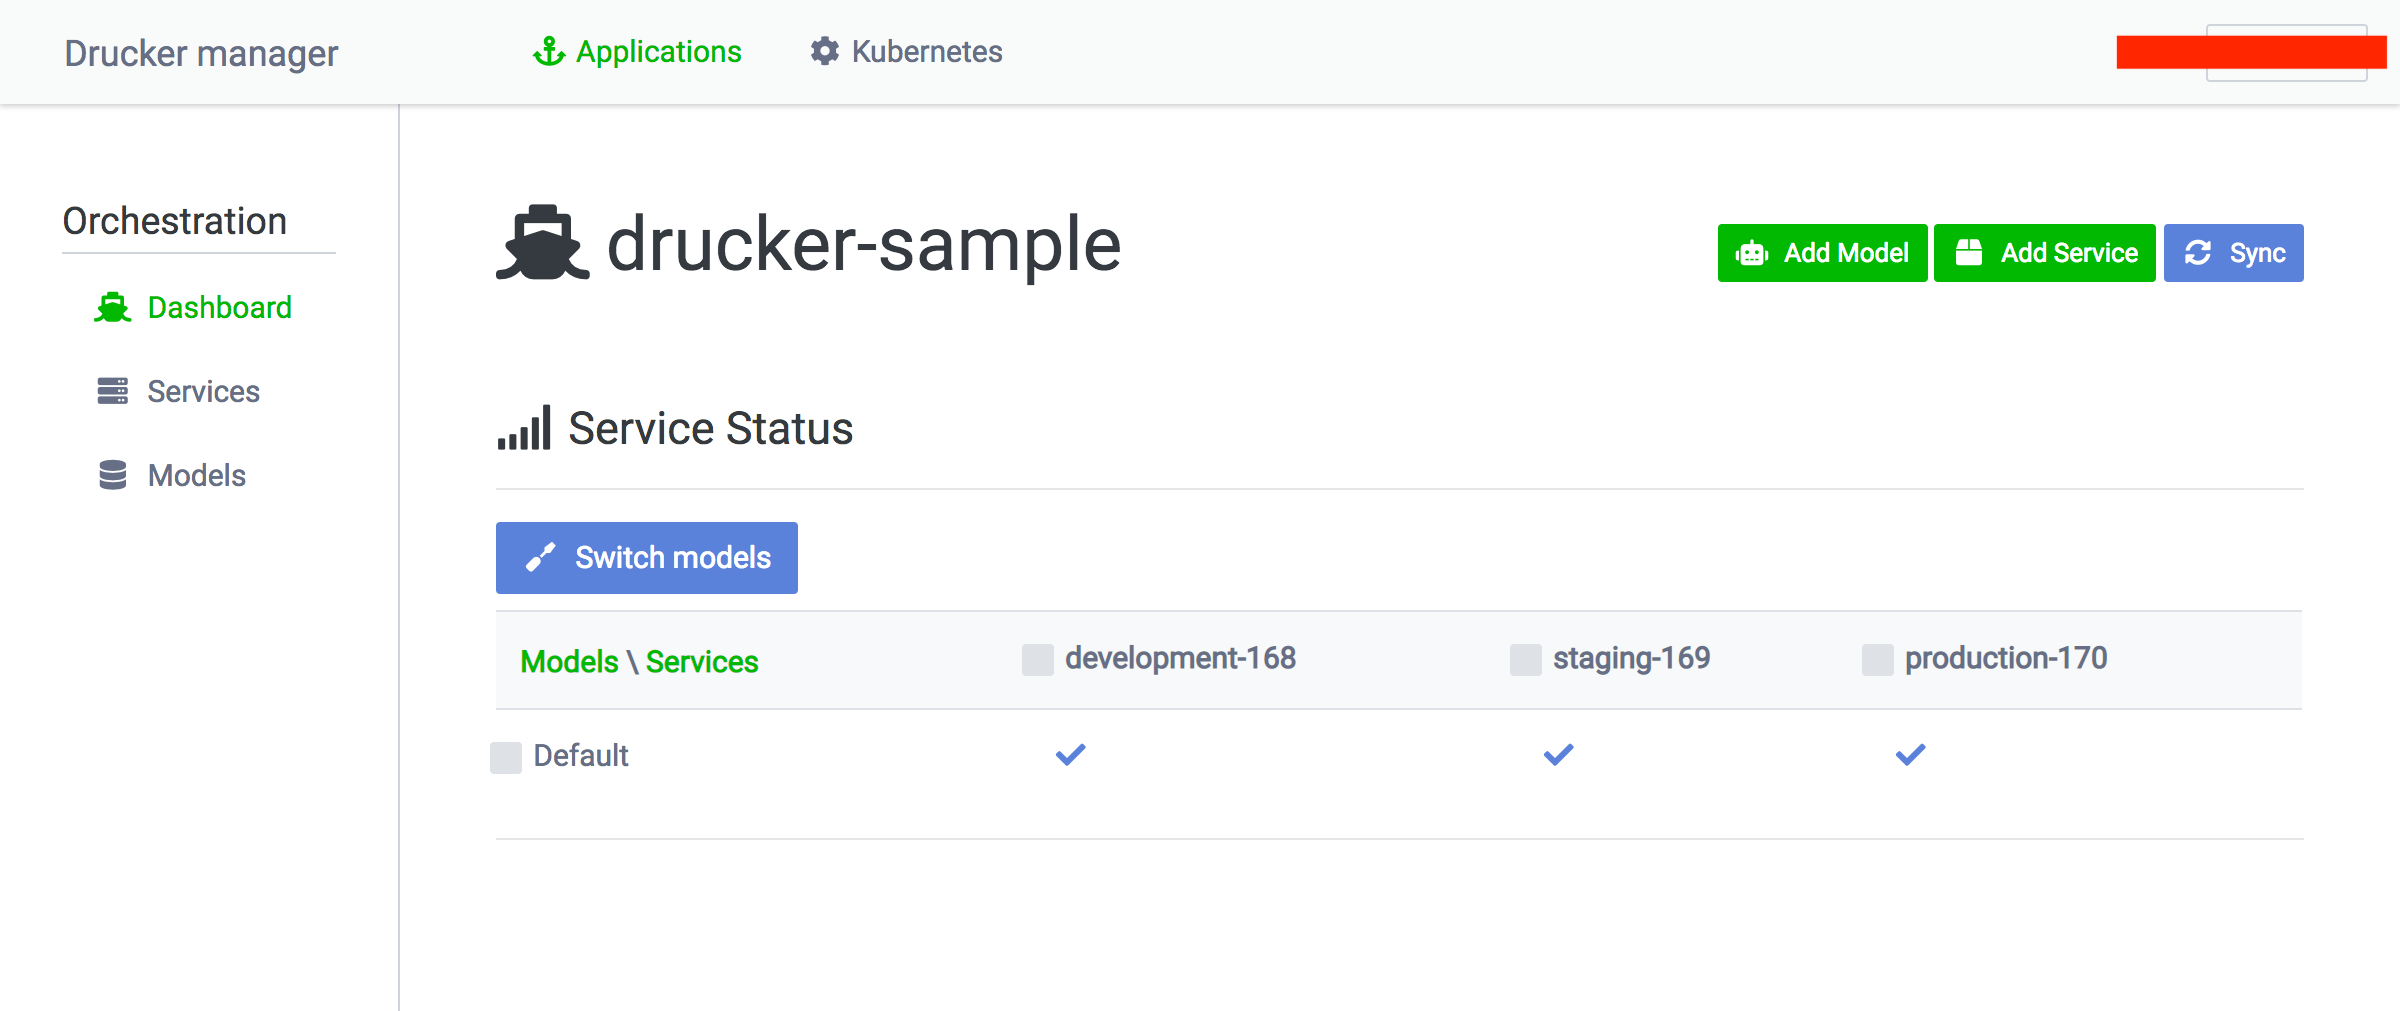 Drucker manager Applications Kubernetes
Orchestration
Dashboard
Services
Models
drucker-sample
Add Model Add Service Sync
Service Status
Switch models
Models \ Services development-168 staging-169 production-170
Default